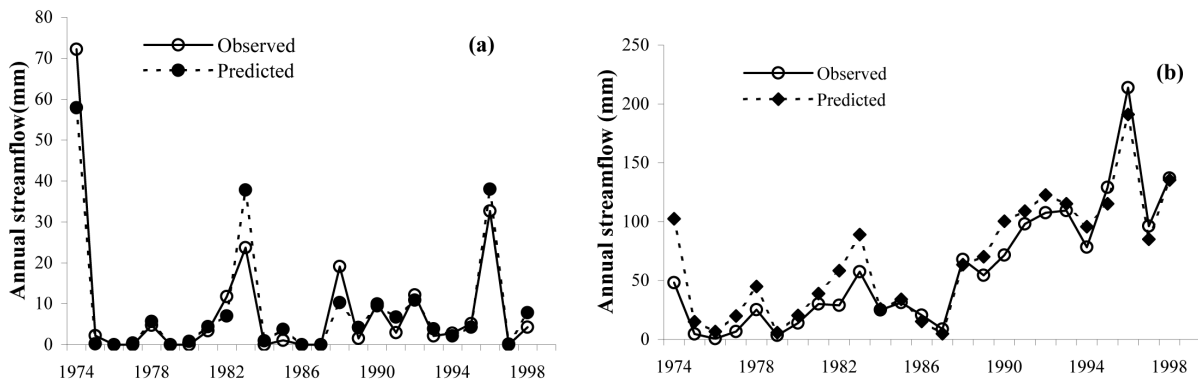 80
70
60
50
40
30
20
10
0
Annual streamflow(mm)
Observed
Predicted
(a)
1974 1978 1982 1986 1990 1994 1998
250
200
150
100
50
0
Annual streamflow (mm)
Observed
Predicted
(b)
1974 1978 1982 1986 1990 1994 1998